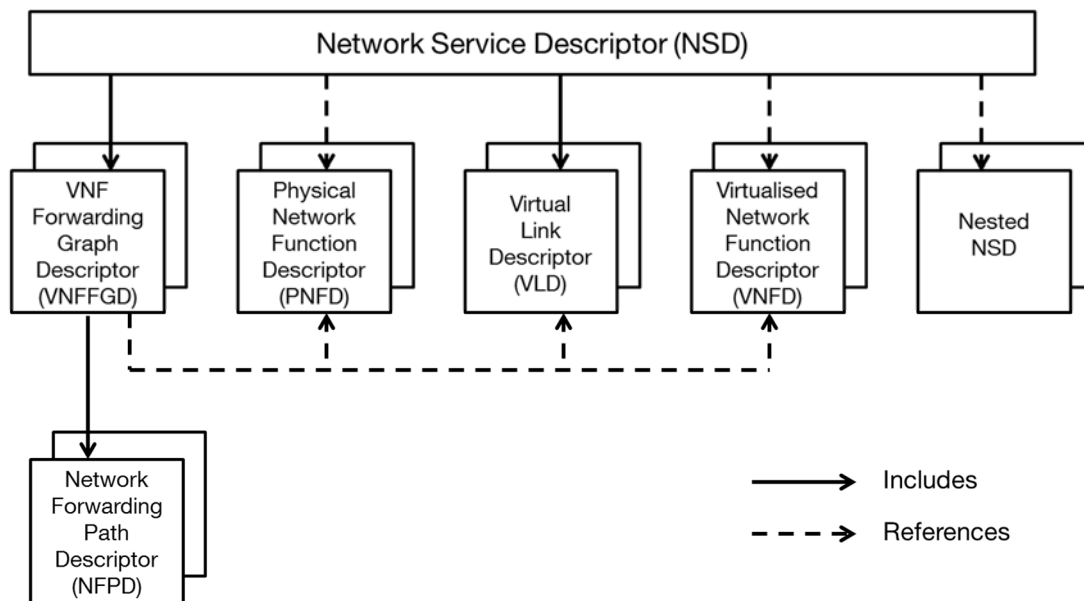 Network Service Descriptor (NSD)
VNF
Forwarding
Graph
Descriptor
(VNFFGD)
Physical
Network
Function
Descriptor
(PNFD)
Virtual
Link
Descriptor
(VLD)
Virtualised
Network
Function
Descriptor
(VNFD)
Nested
NSD
Network
Forwarding
Path
Descriptor
(NFPD)
Includes
References